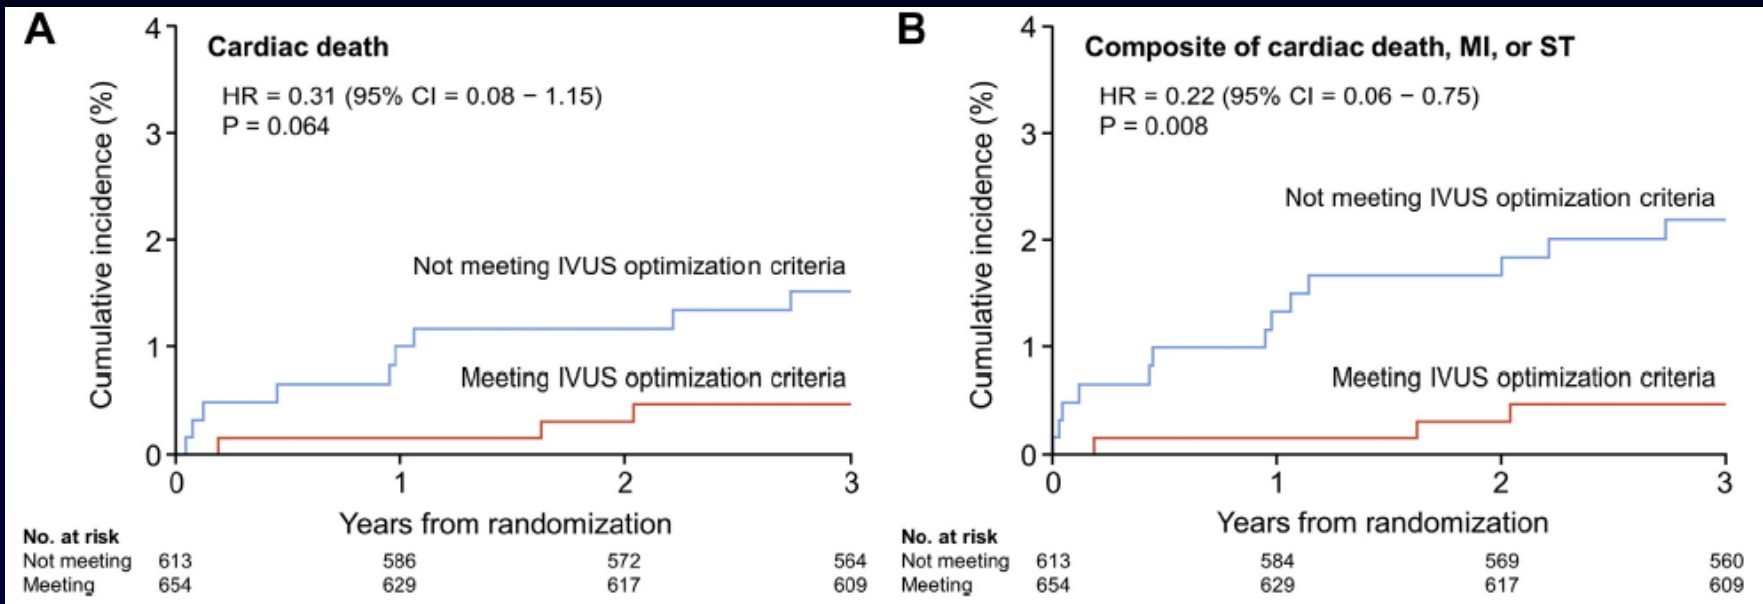 A
Cardiac death
HR = 0.31 (95% CI = 0.08 − 1.15)
P = 0.064
Cumulative incidence (%)
4
3
2
1
0
Not meeting IVUS optimization criteria
Meeting IVUS optimization criteria
0 1 2 3
Years from randomization
No. at risk
Not meeting 613 586 572 564
Meeting 654 629 617 609
B
Composite of cardiac death, MI, or ST
HR = 0.22 (95% CI = 0.06 − 0.75)
P = 0.008
Cumulative incidence (%)
4
3
2
1
0
Not meeting IVUS optimization criteria
Meeting IVUS optimization criteria
0 1 2 3
Years from randomization
No. at risk
Not meeting 613 584 569 560
Meeting 654 629 617 609